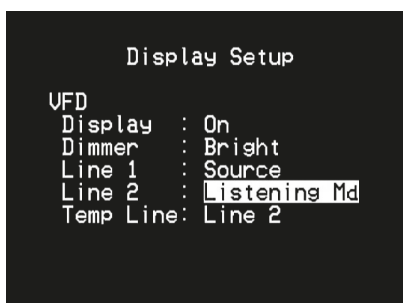 Display Setup
VFD
Display : On
Dimmer : Bright
Line 1 : Source
Line 2 : Listening Md
Temp Line: Line 2